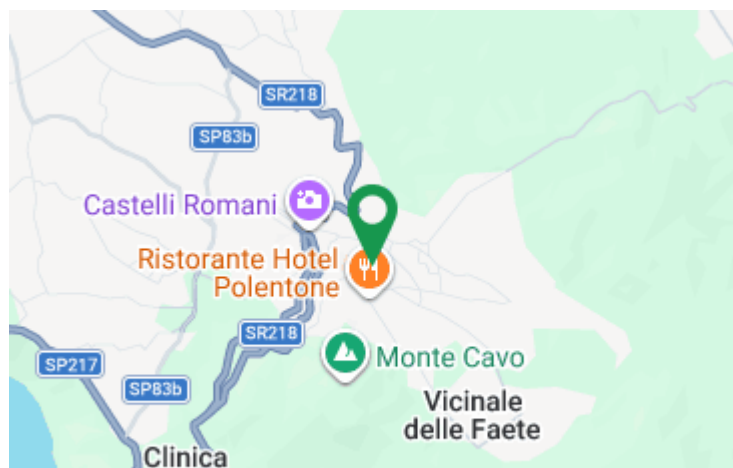 SR218
SP83b
Castelli Romani
Ristorante Hotel
Polentone
SR218
Monte Cavo
SP217
SP83b
Vicinale
delle Faete
Clinica